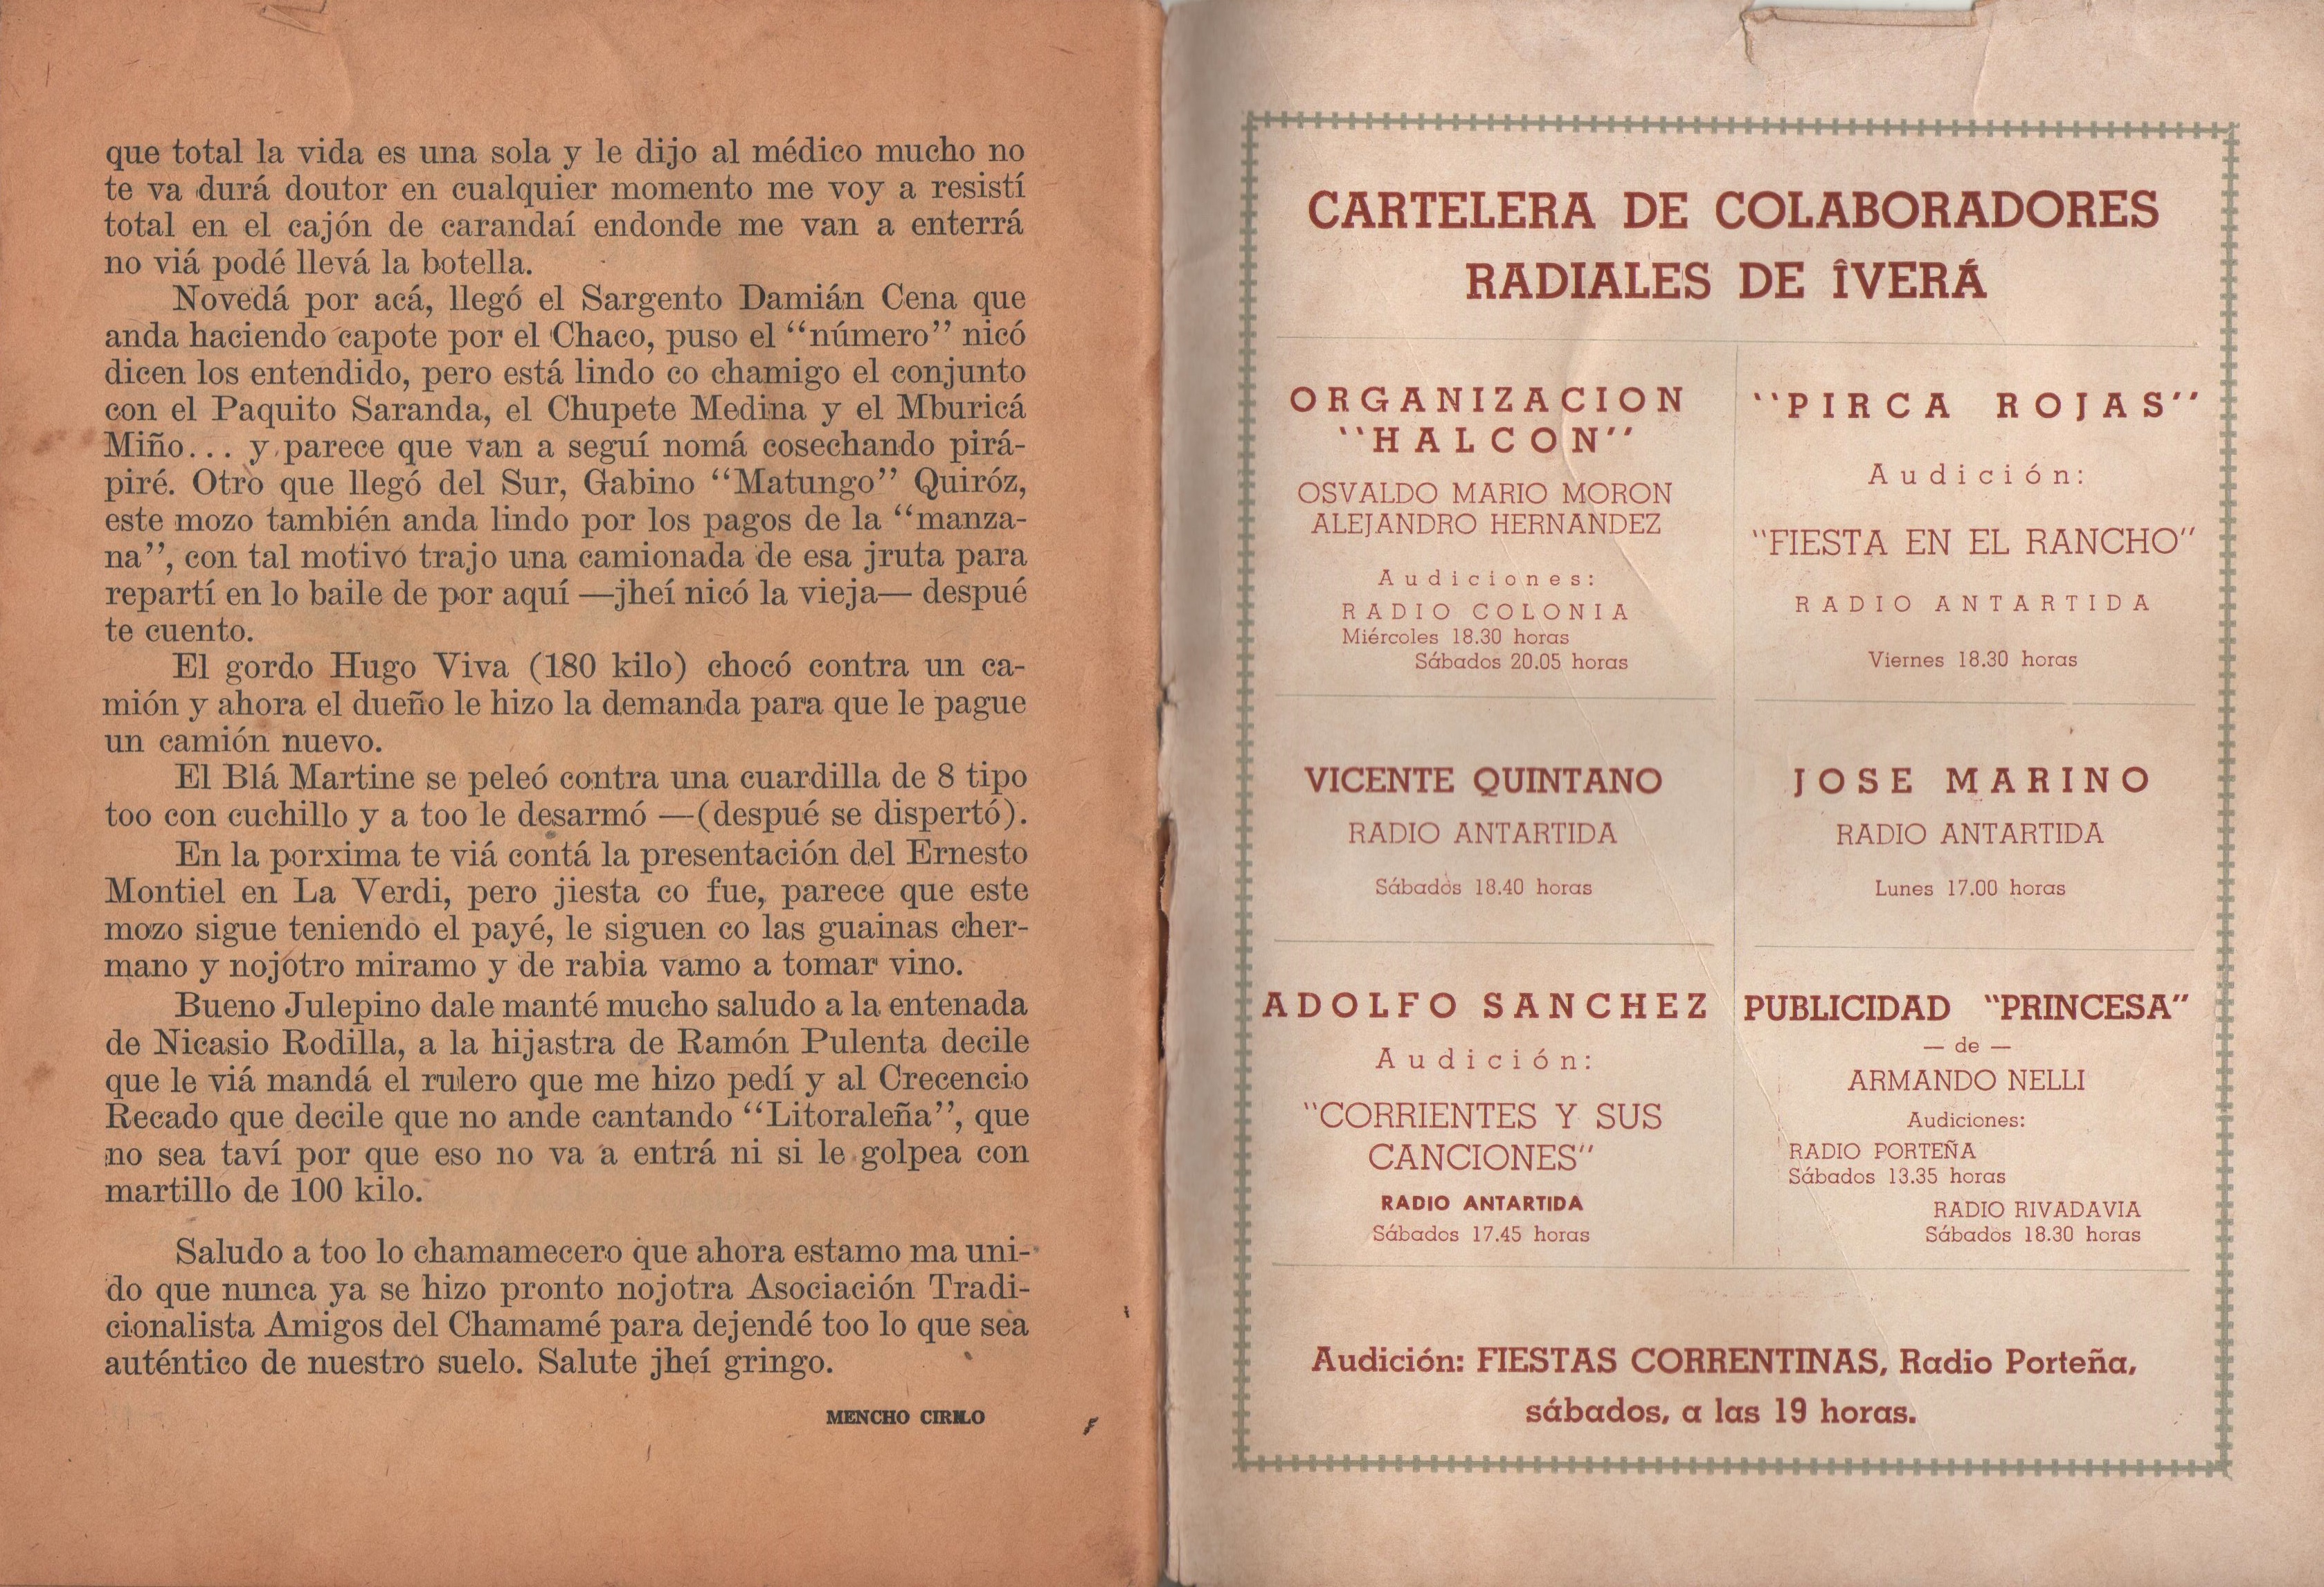 que total la vida es una sola y le dijo al médico mucho no
te va durá doutor en cualquier momento me voy a resistí
total en el cajón de carandaí endonde me van a enterrá
no viá podé llevá la botella.
Novedá por acá, llegó el Sargento Damián Cena que
anda haciendo capote por el Chaco, puso el “número” nicó
dicen los entendido, pero está lindo co chamigo el conjunto
con el Paquito Saranda, el Chupete Medina y el Mburicá
Miño... y parece que van a seguí nomá cosechando pirá-
piré. Otro que llegó del Sur, Gabino “Matungo” Quiróz,
este mozo también anda lindo por los pagos de la “manza-
na”, con tal motivo trajo una camionada de esa jruta para
repartí en lo baile de por aquí —jheí nicó la vieja— despué
te cuento.
El gordo Hugo Viva (180 kilo) chocó contra un ca-
mión y ahora el dueño le hizo la demanda para que le pague
un camión nuevo.
El Blá Martine se peleó contra una cuardilla de 8 tipo
too con cuchillo y a too le desarmó —(despué se dispertó).
En la porxima te viá contá la presentación del Ernesto
Montiel en La Verdi, pero jiesta co fue, parece que este
mozo sigue teniendo el payé, le siguen co las guainas cher-
mano y nojotro miramo y de rabia vamo a tomar vino.
Bueno Julepino dale manté mucho saludo a la entenada
de Nicasio Rodilla, a la hijastra de Ramón Pulenta decile
que le viá mandá el rulero que me hizo pedí y al Crecencio
Recado que decile que no ande cantando “Litoraleña”, que
no sea taví por que eso no va a entrá ni si le golpea con
martillo de 100 kilo.
Saludo a too lo chamamecero que ahora estamo ma uni-
do que nunca ya se hizo pronto nojotra Asociación Tradi-
cionalista Amigos del Chamamé para dejendé too lo que sea
auténtico de nuestro suelo. Salute jheí gringo.
MENCHO CIRILO
CARTELERA DE COLABORADORES
RADIALES DE ÎVERÁ
ORGANIZACION
“HALCON”
OSVALDO MARIO MORON
ALEJANDRO HERNANDEZ
Audiciones:
RADIO COLONIA
Miércoles 18.30 horas
Sábados 20.05 horas
“PIRCA ROJAS”
Audición:
“FIESTA EN EL RANCHO”
RADIO ANTARTIDA
Viernes 18.30 horas
VICENTE QUINTANO
RADIO ANTARTIDA
Sábados 18.40 horas
JOSE MARINO
RADIO ANTARTIDA
Lunes 17.00 horas
ADOLFO SANCHEZ
Audición:
“CORRIENTES Y SUS
CANCIONES”
RADIO ANTARTIDA
Sábados 17.45 horas
PUBLICIDAD “PRINCESA”
— de —
ARMANDO NELLI
Audiciones:
RADIO PORTEÑA
Sábados 13.35 horas
RADIO RIVADAVIA
Sábados 18.30 horas
Audición: FIESTAS CORRENTINAS, Radio Porteña,
sábados, a las 19 horas.